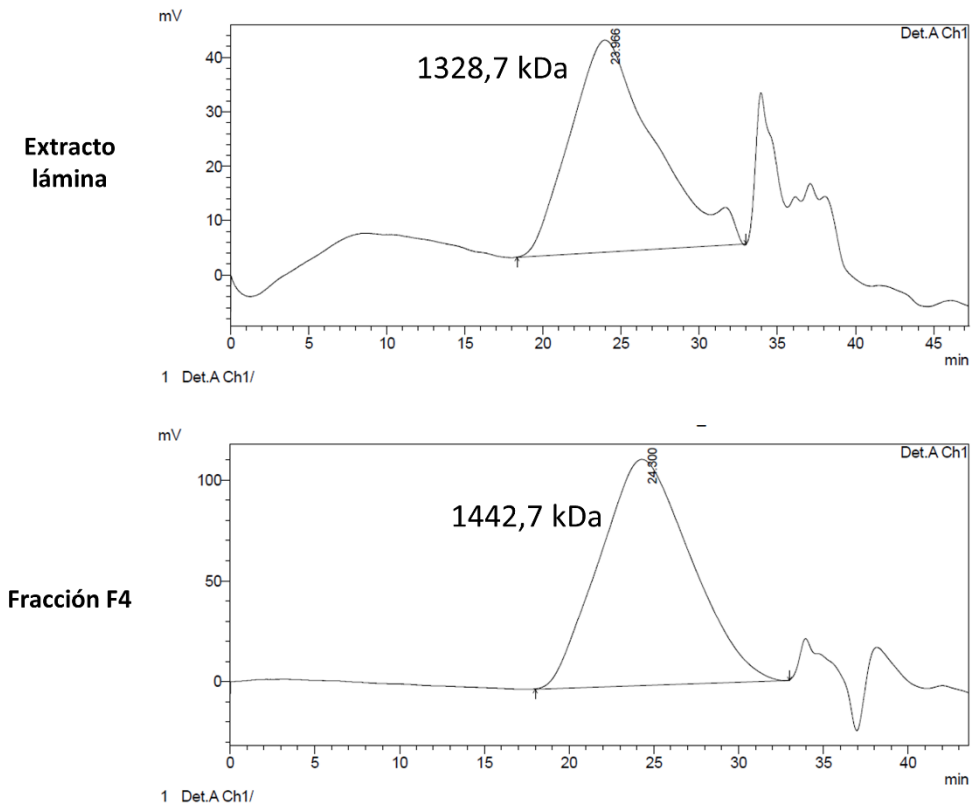 mV
Det.A Ch1
23.966
1328,7 kDa
Extracto
lámina
40
30
20
10
0
0 5 10 15 20 25 30 35 40 45
min
1 Det.A Ch1/
mV
Det.A Ch1
24.300
1442,7 kDa
Fracción F4
100
50
0
0 5 10 15 20 25 30 35 40
min
1 Det.A Ch1/